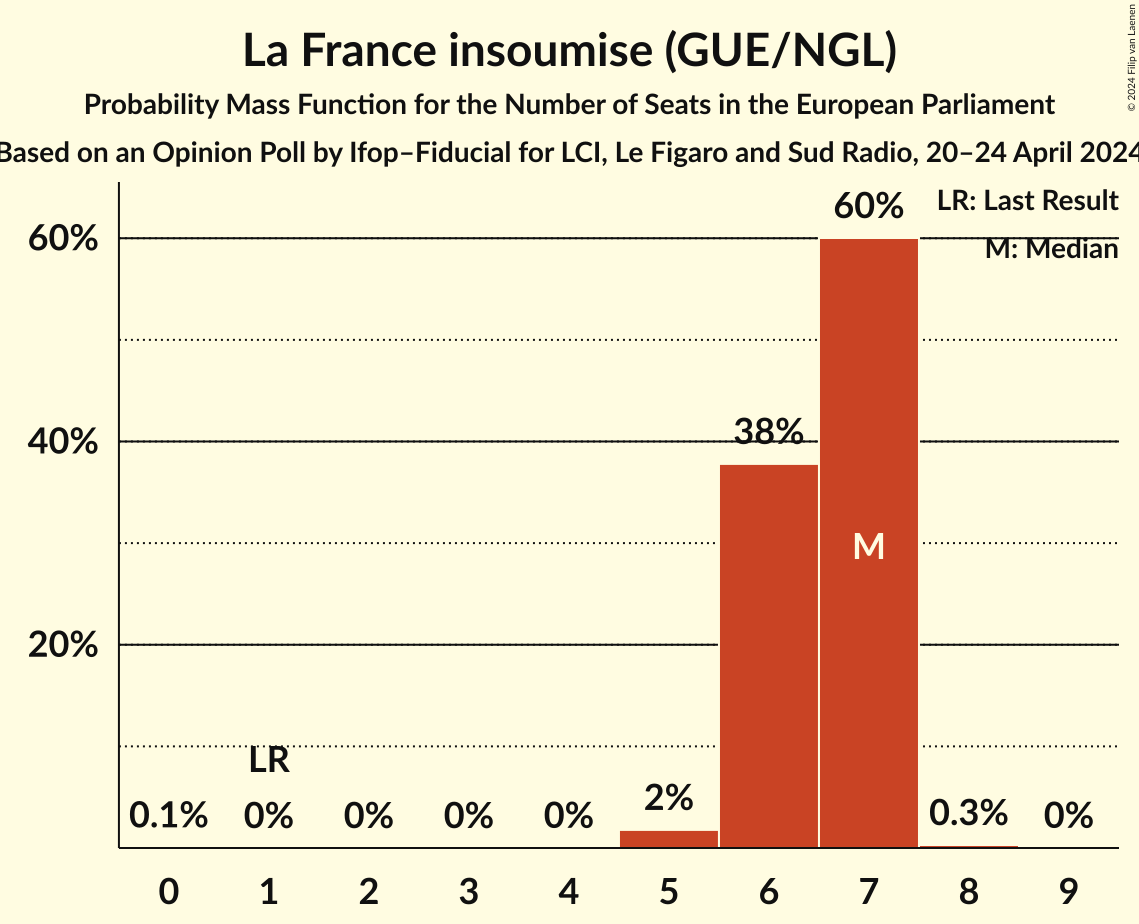 La France insoumise (GUE/NGL)
Probability Mass Function for the Number of Seats in the European Parliament
Based on an Opinion Poll by Ifop–Fiducial for LCI, Le Figaro and Sud Radio, 20–24 April 2024
© 2024 Filip van Laenen
LR: Last Result
M: Median
60%
40%
20%
0.1%
LR
0%
0%
0%
0%
2%
38%
60%
M
0.3%
0%
0 1 2 3 4 5 6 7 8 9